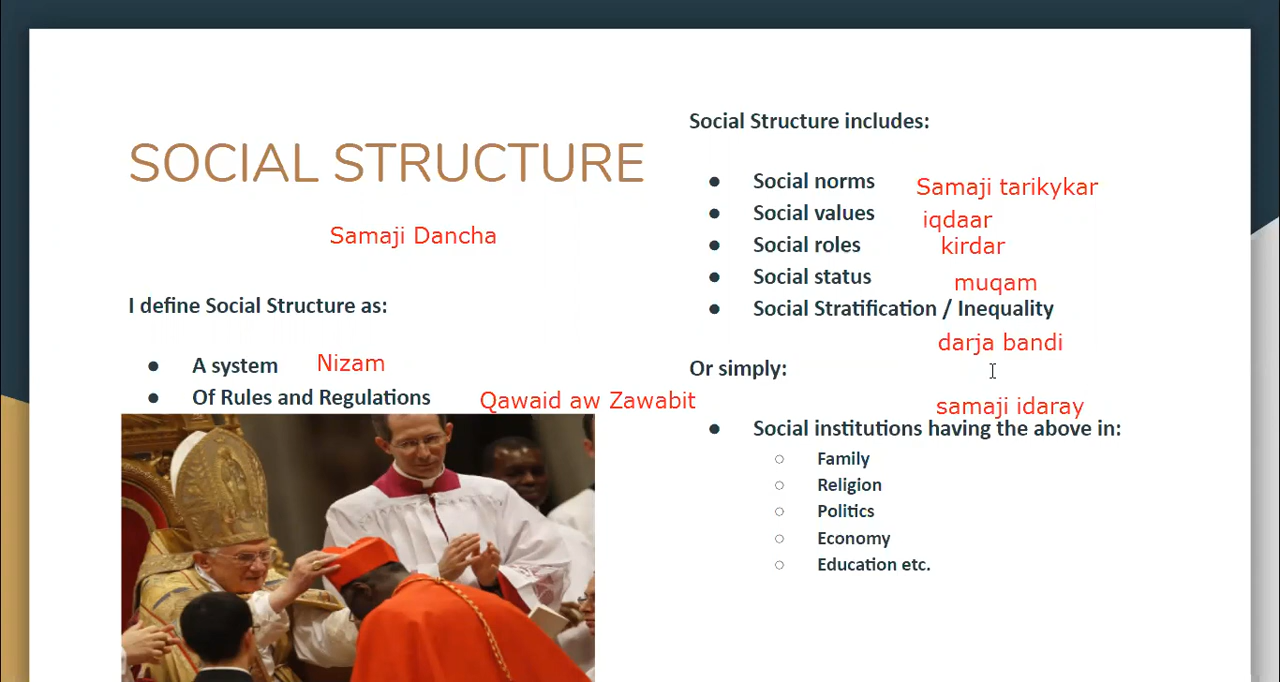 SOCIAL STRUCTURE
Samaji Dancha
I define Social Structure as:
● A system Nizam
● Of Rules and Regulations Qawaid aw Zawabit
Social Structure includes:
● Social norms Samaji tarikykar
● Social values iqdaar
● Social roles kirdar
● Social status muqam
● Social Stratification / Inequality
darja bandi
Or simply:
samaji idaray
● Social institutions having the above in:
○ Family
○ Religion
○ Politics
○ Economy
○ Education etc.